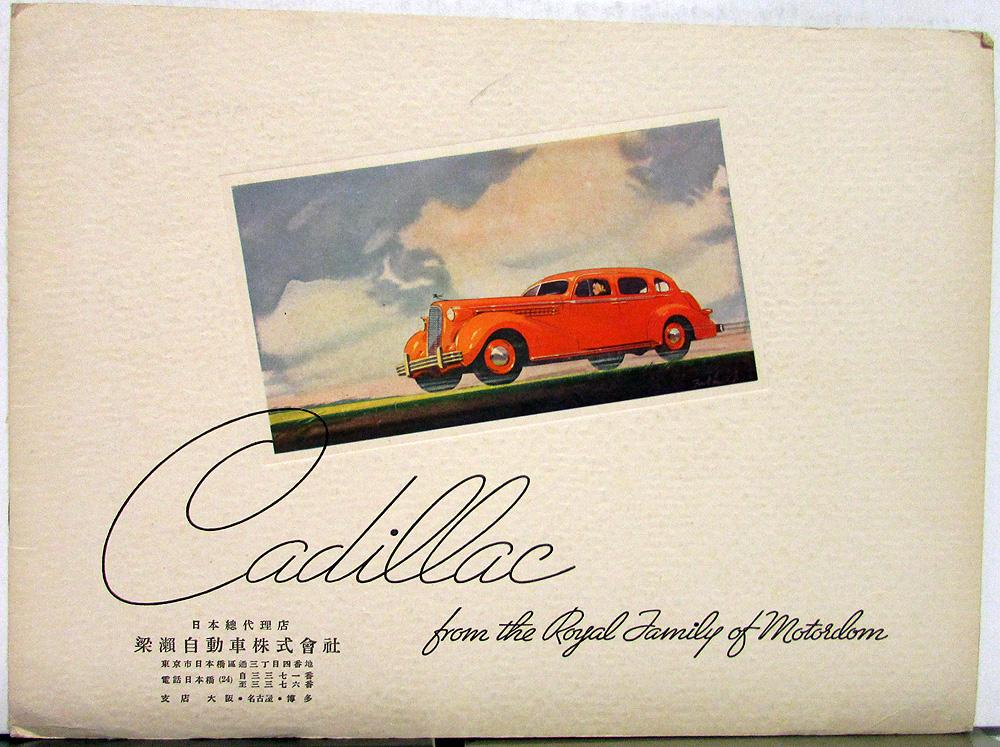 Cadillac
from the Royal Family of Motordom
日本總代理店
梁瀨自動車株式會社
東京市日本橋區通三丁目四番地
電話日本橋(24) 自三三七一番
至三三七六番
支店 大阪・名古屋・博多